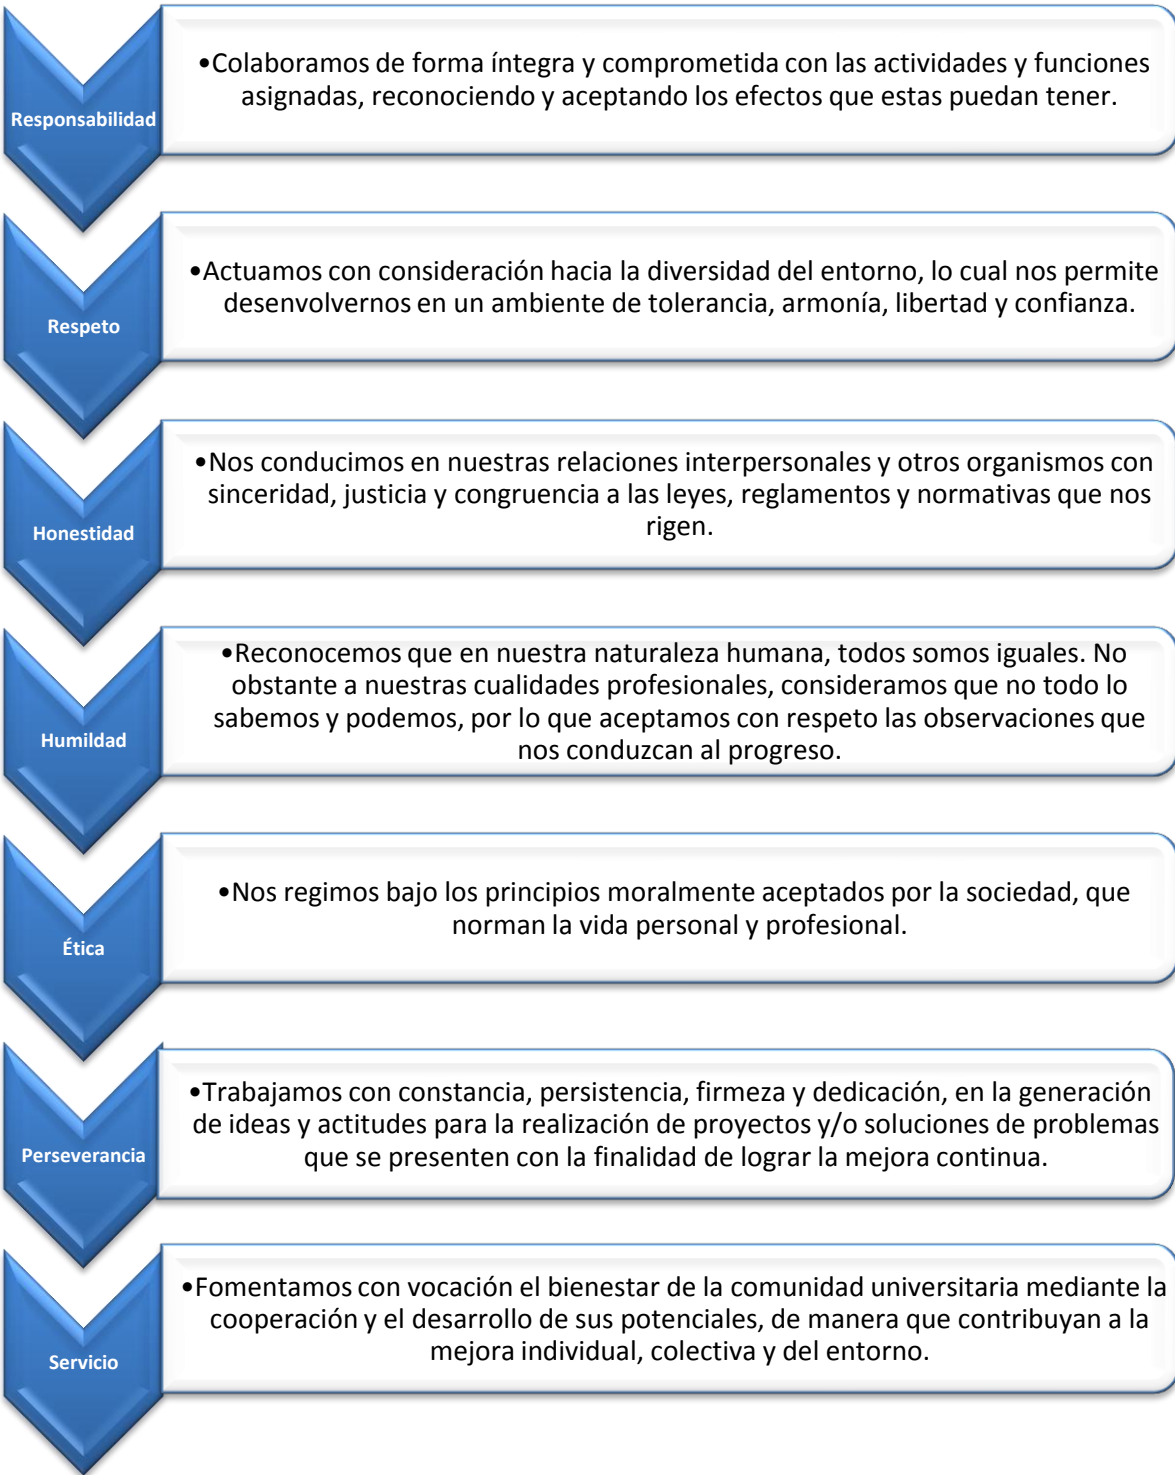 Responsabilidad
•Colaboramos de forma íntegra y comprometida con las actividades y funciones
asignadas, reconociendo y aceptando los efectos que estas puedan tener.
Respeto
•Actuamos con consideración hacia la diversidad del entorno, lo cual nos permite
desenvolvernos en un ambiente de tolerancia, armonía, libertad y confianza.
Honestidad
•Nos conducimos en nuestras relaciones interpersonales y otros organismos con
sinceridad, justicia y congruencia a las leyes, reglamentos y normativas que nos
rigen.
Humildad
•Reconocemos que en nuestra naturaleza humana, todos somos iguales. No
obstante a nuestras cualidades profesionales, consideramos que no todo lo
sabemos y podemos, por lo que aceptamos con respeto las observaciones que
nos conduzcan al progreso.
Ética
•Nos regimos bajo los principios moralmente aceptados por la sociedad, que
norman la vida personal y profesional.
Perseverancia
•Trabajamos con constancia, persistencia, firmeza y dedicación, en la generación
de ideas y actitudes para la realización de proyectos y/o soluciones de problemas
que se presenten con la finalidad de lograr la mejora continua.
Servicio
•Fomentamos con vocación el bienestar de la comunidad universitaria mediante la
cooperación y el desarrollo de sus potenciales, de manera que contribuyan a la
mejora individual, colectiva y del entorno.